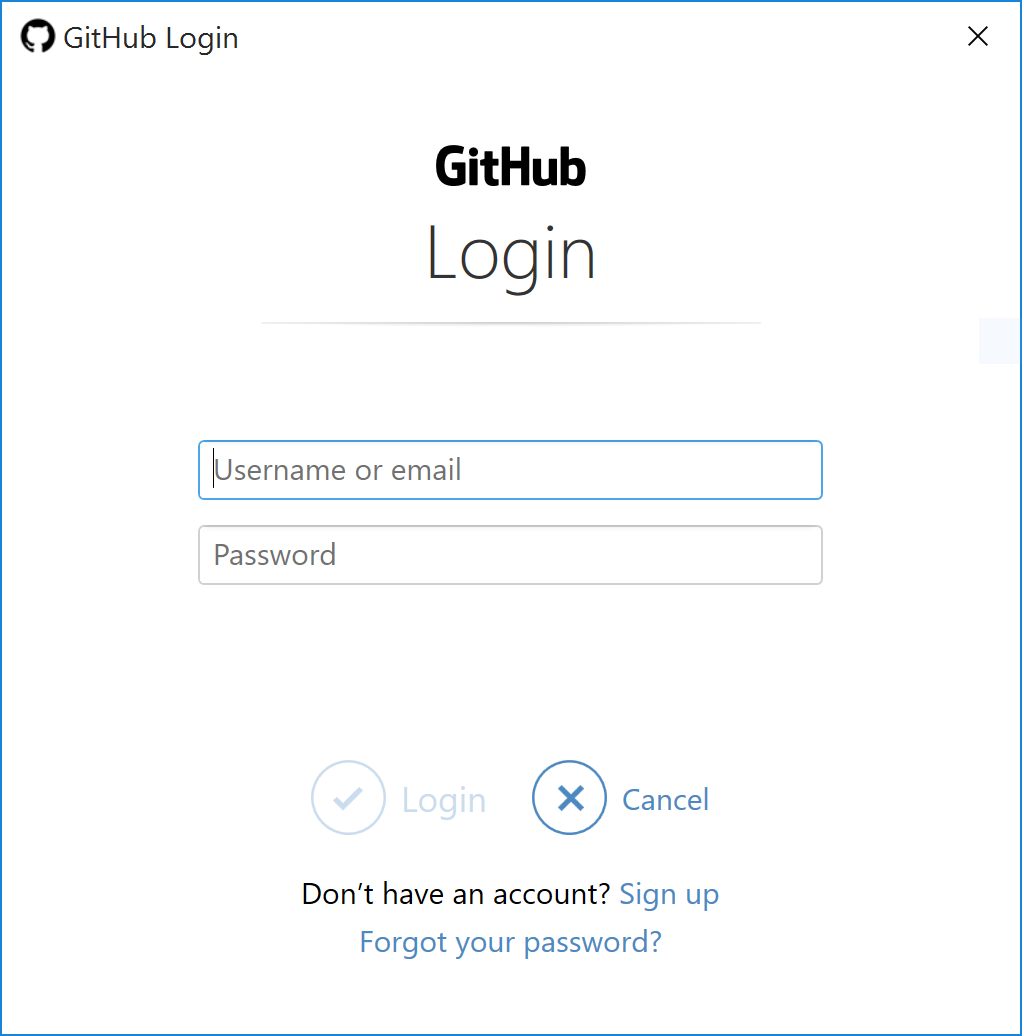 GitHub Login
GitHub
Login
Username or email
Password
Login Cancel
Don’t have an account? Sign up
Forgot your password?